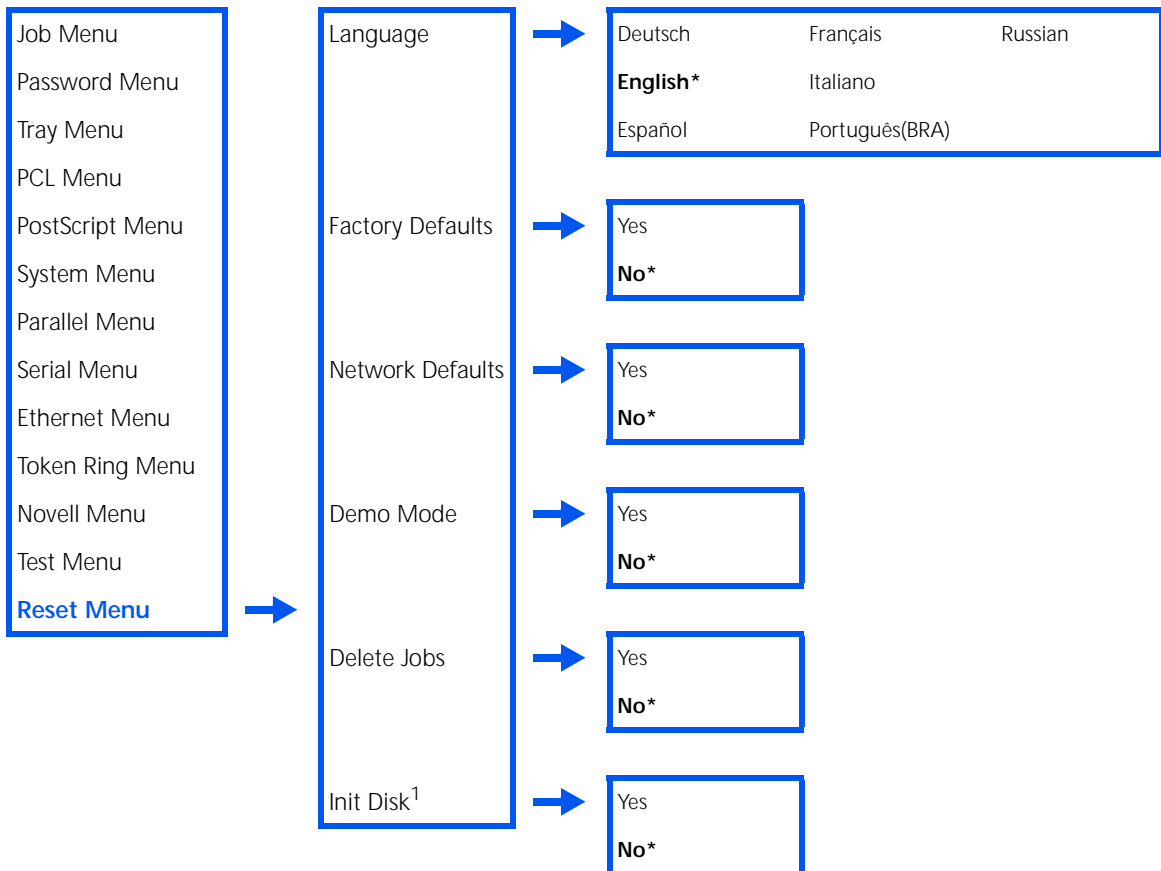 Job Menu
Password Menu
Tray Menu
PCL Menu
PostScript Menu
System Menu
Parallel Menu
Serial Menu
Ethernet Menu
Token Ring Menu
Novell Menu
Test Menu
Reset Menu
Language
Factory Defaults
Network Defaults
Demo Mode
Delete Jobs
Init Disk1
Deutsch Français Russian
English* Italiano
Español Português(BRA)
Yes
No*
Yes
No*
Yes
No*
Yes
No*
Yes
No*